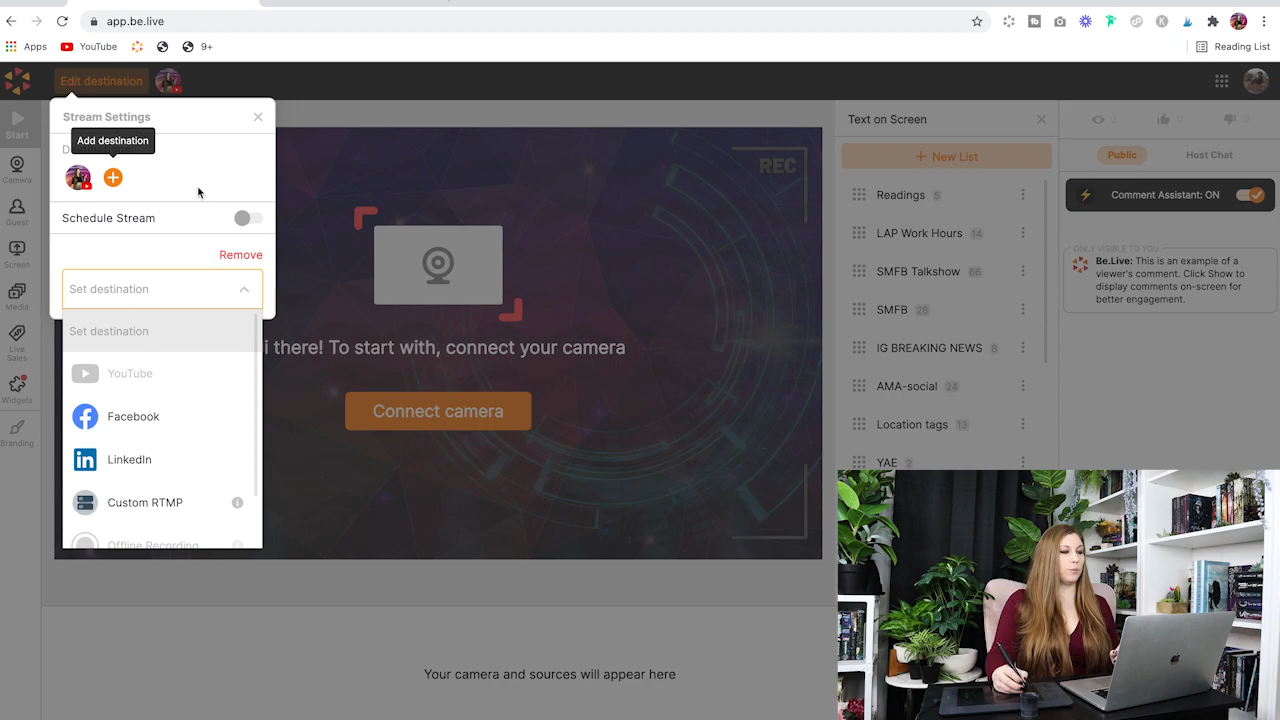 app.be.live
Apps
YouTube
9+
Reading List
Edit destination
Stream Settings
Add destination
D
Schedule Stream
Remove
Set destination
Set destination
YouTube
Facebook
LinkedIn
Custom RTMP
Offline Recording
Start
Camera
Guest
Screen
Media
Live
Sales
Widgets
Branding
REC
i there! To start with, connect your camera
Connect camera
Your camera and sources will appear here
Text on Screen
+ New List
Readings 5
LAP Work Hours 14
SMFB Talkshow 66
SMFB 26
IG BREAKING NEWS 8
AMA-social 24
Location tags 13
YAE 2
0 0 0
Public
Host Chat
Comment Assistant: ON
ONLY VISIBLE TO YOU
Be.Live: This is an example of a
viewer's comment. Click Show to
display comments on-screen for
better engagement.